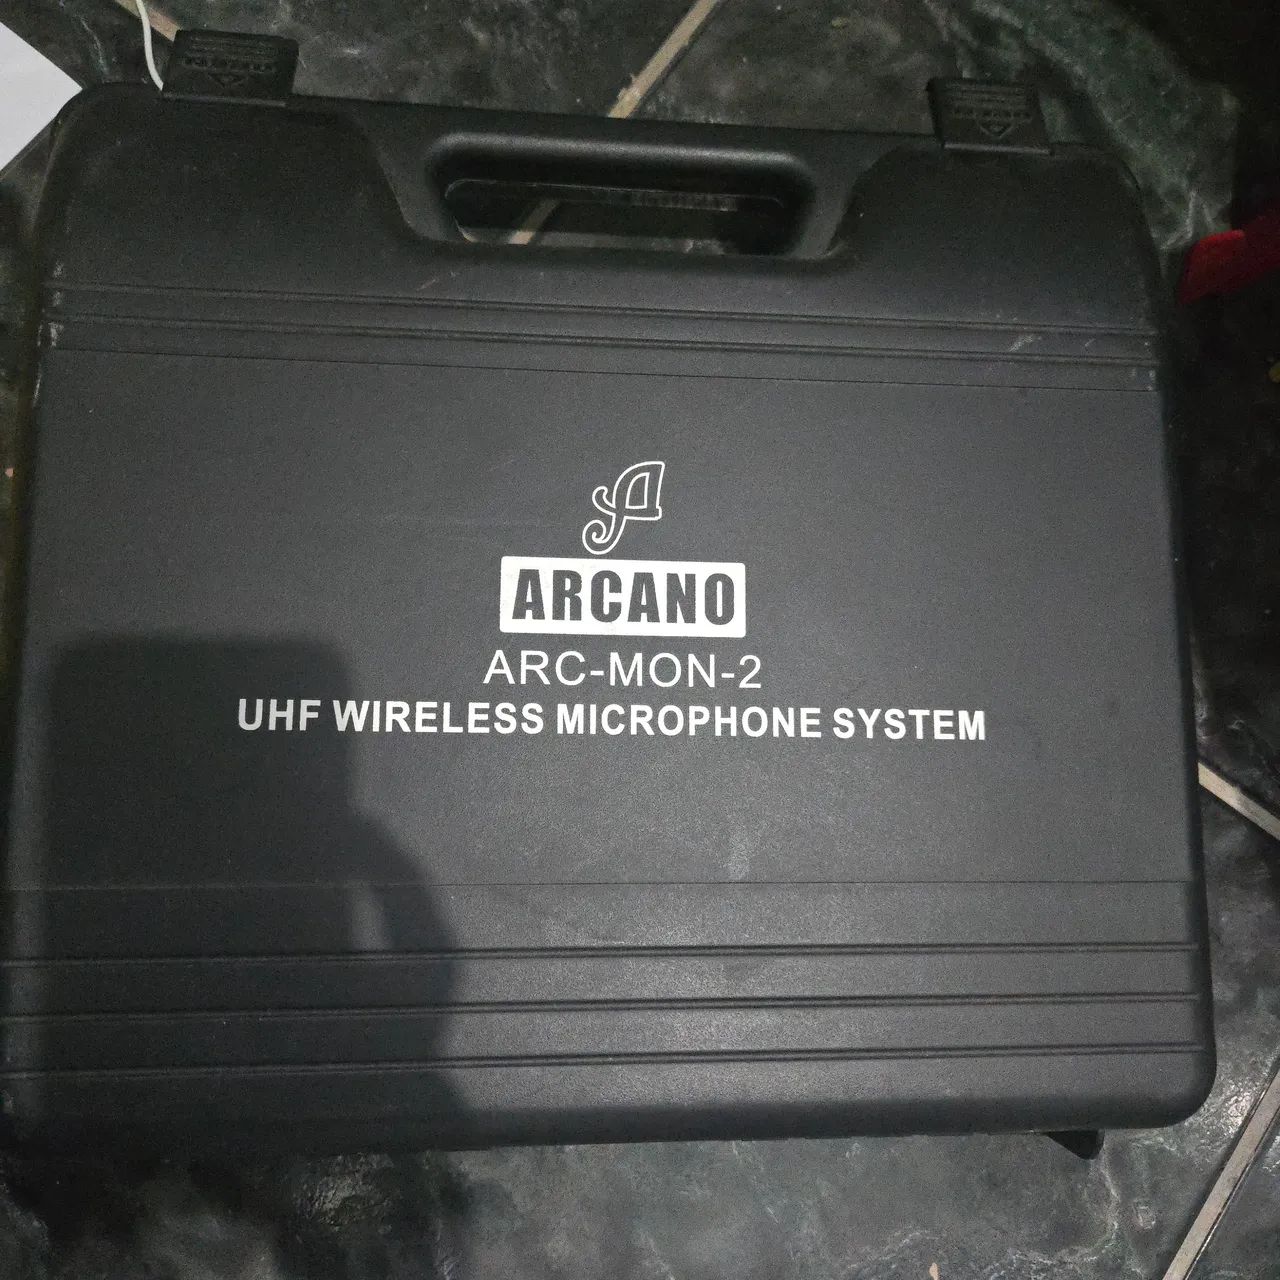 ARCANO
ARC-MON-2
UHF WIRELESS MICROPHONE SYSTEM